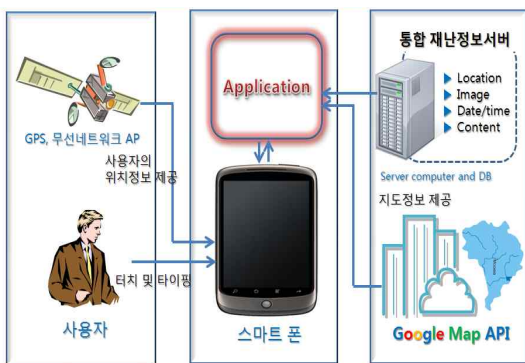 GPS, 무선네트워크 AP
사용자의
위치정보 제공
터치 및 타이핑
사용자
Application
스마트 폰
통합 재난정보서버
Location
Image
Date/time
Content
Server computer and DB
지도정보 제공
Google Map API